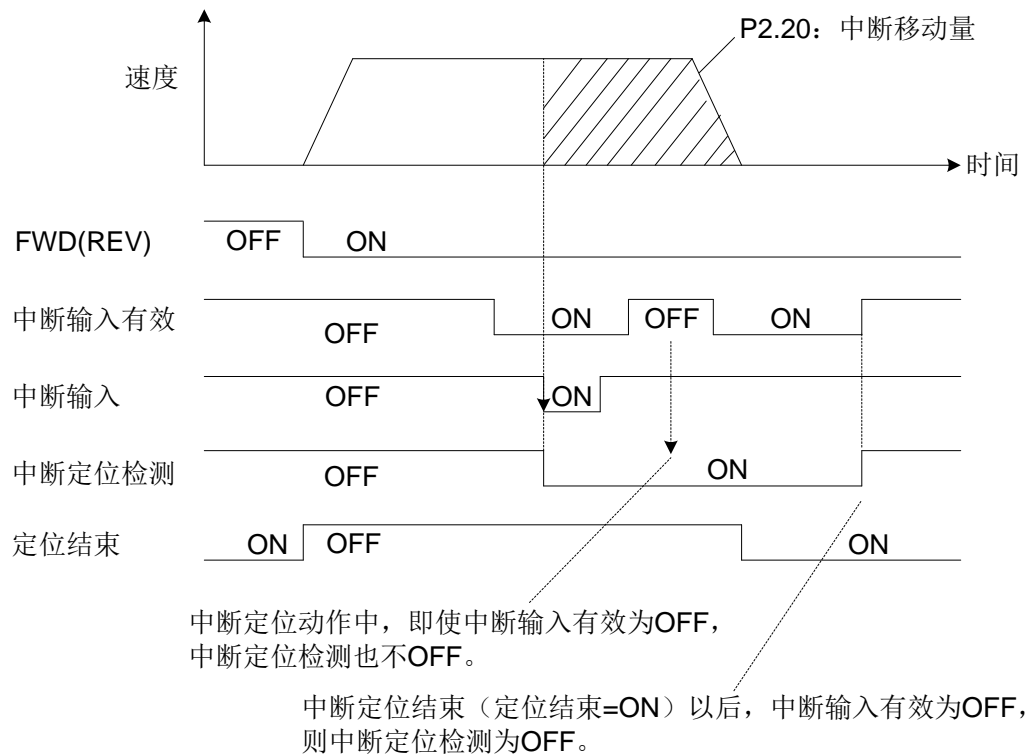 P2.20：中断移动量
速度
时间
FWD(REV) OFF ON
中断输入有效 OFF ON OFF ON
中断输入 OFF ON
中断定位检测 OFF ON
定位结束 ON OFF ON
中断定位动作中，即使中断输入有效为OFF，
中断定位检测也不OFF。
中断定位结束（定位结束=ON）以后，中断输入有效为OFF，
则中断定位检测为OFF。